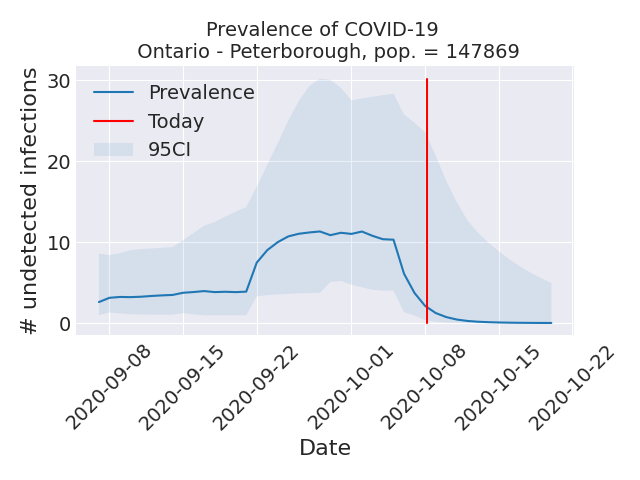 Prevalence of COVID-19
Ontario - Peterborough, pop. = 147869
# undetected infections
30
20
10
0
Prevalence
Today
95CI
2020-09-08
2020-09-15
2020-09-22
2020-10-01
2020-10-08
2020-10-15
2020-10-22
Date